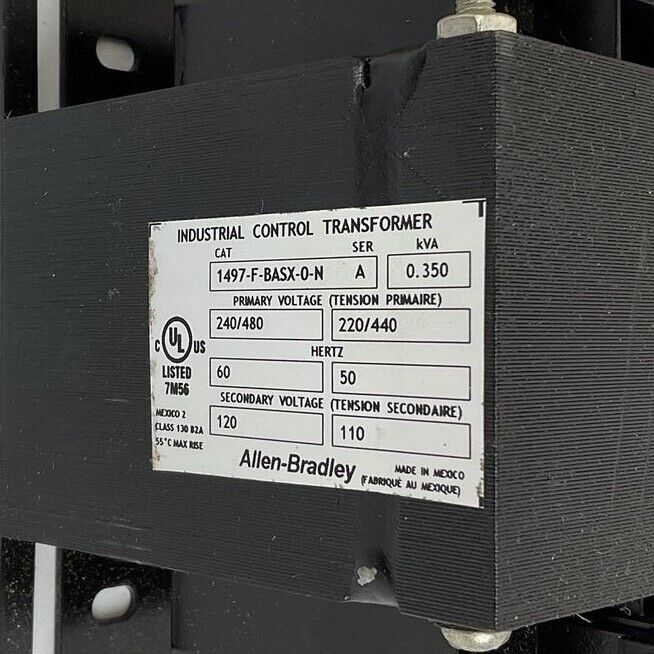 INDUSTRIAL CONTROL TRANSFORMER
CAT SER kVA
1497-F-BASX-0-N A 0.350
PRIMARY VOLTAGE (TENSION PRIMAIRE)
240/480 220/440
HERTZ
60 50
SECONDARY VOLTAGE (TENSION SECONDAIRE)
120 110
C UL US
LISTED
7M56
MEXICO 2
CLASS 130 B2A
55°C MAX RISE
Allen-Bradley
MADE IN MEXICO
(FABRIQUÉ AU MEXIQUE)